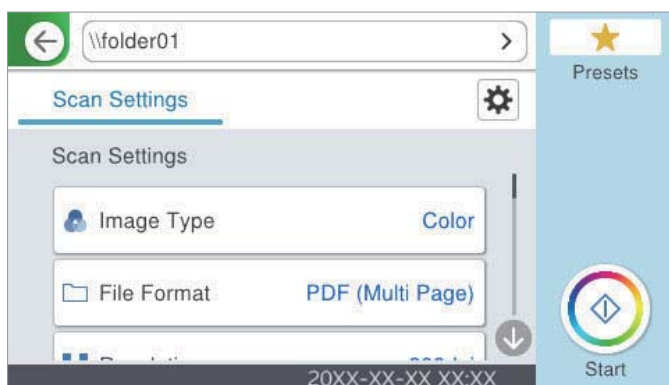 \\folder01
Presets
Scan Settings
Scan Settings
Image Type Color
File Format PDF (Multi Page)
20XX-XX-XX XX:XX
Start